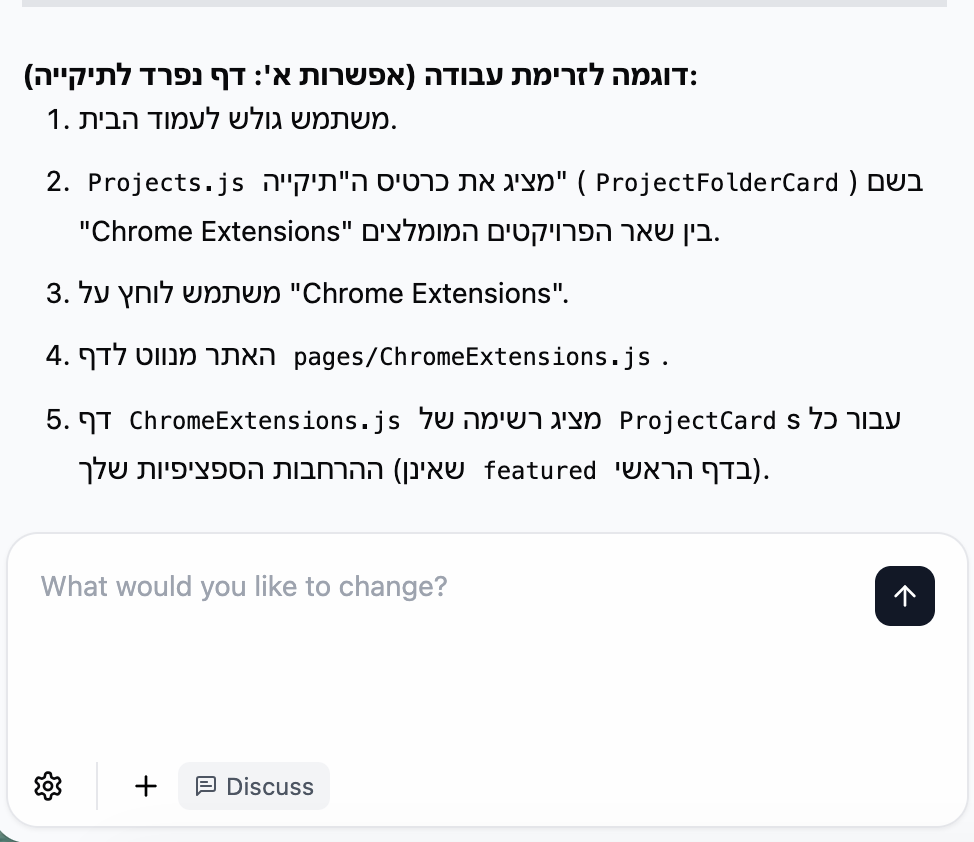 דוגמה לזרימת עבודה (אפשרות א': דף נפרד לתיקייה):
1. משתמש גולש לעמוד הבית.
2. Projects.js מציג את כרטיס ה"תיקייה" (ProjectFolderCard) בשם
"Chrome Extensions" בין שאר הפרויקטים המומלצים.
3. משתמש לוחץ על "Chrome Extensions".
4. האתר מנווט לדף pages/ChromeExtensions.js.
5. דף ChromeExtensions.js מציג רשימה של ProjectCards עבור כל
ההרחבות הספציפיות שלך (שאינן featured בדף הראשי).
What would you like to change?
Discuss